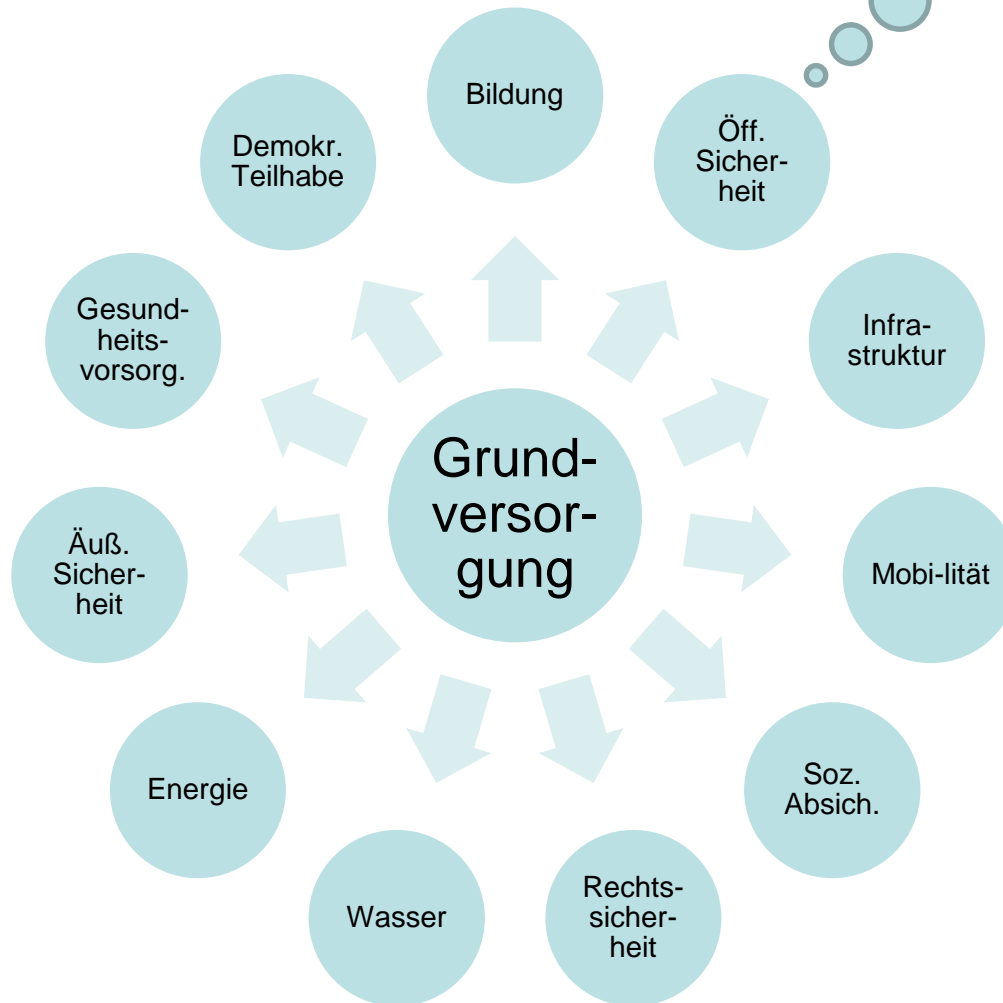 Bildung
Öff.
Sicher-
heit
Infra-
struktur
Mobi-lität
Soz.
Absich.
Rechts-
sicher-
heit
Wasser
Energie
Äuß.
Sicher-
heit
Gesund-
heits-
vorsorg.
Demokr.
Teilhabe
Grund-
versor-
gung